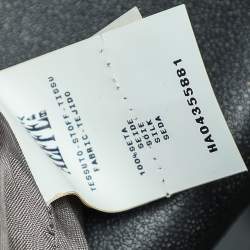 TESSUTO-STOFF-TISSU
FABRIC-TEJIDO
100%SETA
SEIDE
SOIE
SILK
SEDA
HA04355881